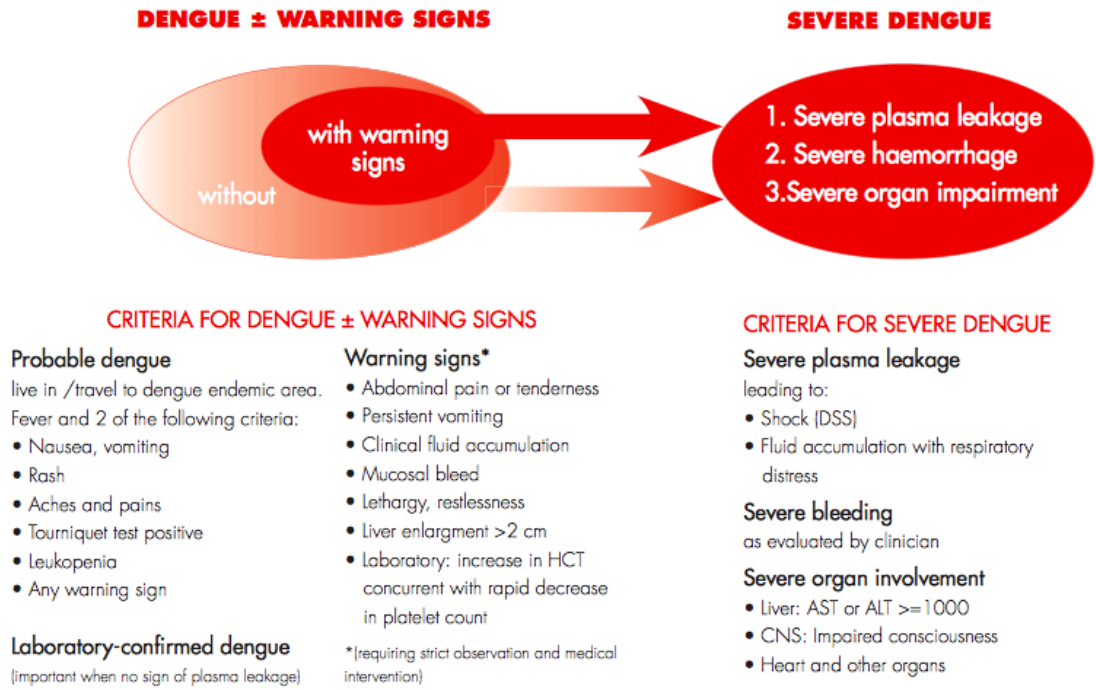 DENGUE ± WARNING SIGNS
SEVERE DENGUE
with warning
signs
without
1. Severe plasma leakage
2. Severe haemorrhage
3.Severe organ impairment
CRITERIA FOR DENGUE ± WARNING SIGNS
Probable dengue
live in /travel to dengue endemic area.
Fever and 2 of the following criteria:
• Nausea, vomiting
• Rash
• Aches and pains
• Tourniquet test positive
• Leukopenia
• Any warning sign
Laboratory-confirmed dengue
(important when no sign of plasma leakage)
Warning signs*
• Abdominal pain or tenderness
• Persistent vomiting
• Clinical fluid accumulation
• Mucosal bleed
• Lethargy, restlessness
• Liver enlargment >2 cm
• Laboratory: increase in HCT
concurrent with rapid decrease
in platelet count
*(requiring strict observation and medical
intervention)
CRITERIA FOR SEVERE DENGUE
Severe plasma leakage
leading to:
• Shock (DSS)
• Fluid accumulation with respiratory
distress
Severe bleeding
as evaluated by clinician
Severe organ involvement
• Liver: AST or ALT >=1000
• CNS: Impaired consciousness
• Heart and other organs